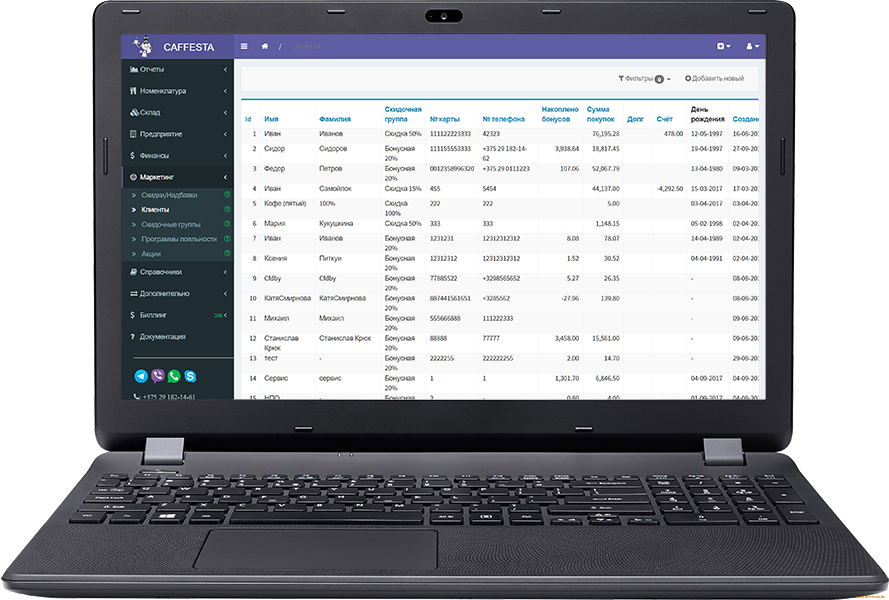 CAFFESTA
/ Главная
Фильтры 0
Добавить новый
Отчеты
Номенклатура
Склад
Предприятие
Финансы
Маркетинг
Скидки/Надбавки
Клиенты
Скидочные группы
Программы лояльности
Акции
Справочники
Дополнительно
Биллинг
Документация
+375 29 182-14-61
Id Имя Фамилия Скидочная группа № карты № телефона Накоплено бонусов Сумма покупок Долг Счёт День рождения Создано
1 Иван Иванов Скидка 50% 111122223333 42323 76,195.28 478.00 12-05-1997 16-08-20
2 Сидор Сидоров Бонусная 20% 111155553333 +375 29 182-14-62 3,938.64 18,817.45 19-04-1997 27-09-20
3 Федор Петров Бонусная 20% 0012358996320 +375 29 0111223 107.06 52,067.79 13-04-1980 09-03-20
4 Иван Самойлюк Скидка 15% 455 5454 44,137.00 -4,292.50 15-03-2017 17-03-20
5 Кофе (пятый) 100% Скидка 100% 222 222 5.00 03-04-2017 03-04-20
6 Мария Кукушкина Скидка 50% 333 333 1,148.15 05-02-1998 02-04-20
7 Иван Иванов Бонусная 20% 1231231 12312312312 8.08 78.07 14-04-1989 02-04-20
8 Ксения Питкун Бонусная 20% 12312312 12312312312 1.52 30.52 04-04-1991 02-04-20
9 Cfdby Cfdby Бонусная 20% 77885522 +3298565652 5.27 26.35 - 08-08-20
10 КатяСмирнова КатяСмирнова Бонусная 20% 887441561651 +3285562 -27.96 139.80 - 08-08-20
11 Михаил Михаил Бонусная 20% 555666888 111222333 - 09-08-20
12 Станислав Крюк Станислав Крюк Бонусная 20% 88888 77777 3,458.00 15,561.00 - 09-08-20
13 тест - Бонусная 20% 2222255 222222255 2.00 14.70 - 29-08-20
14 Сервис сервис Бонусная 20% 1 1 1,301.70 6,846.50 04-09-2017 04-09-20
15 НПО - Бонусная 2 - 0.80 4.00 01-09-2017 04-09-20